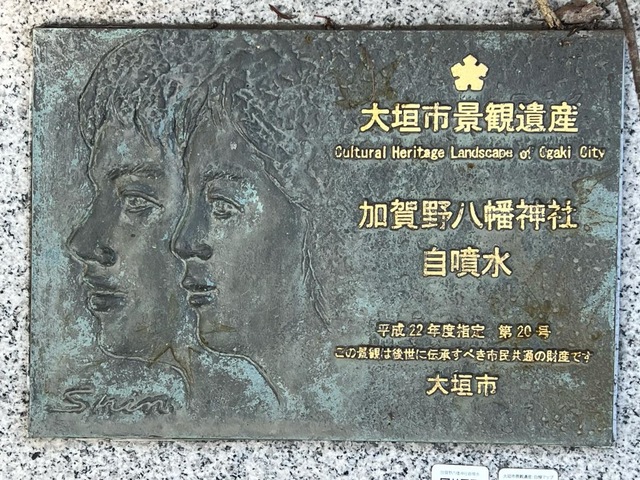 大垣市景観遺産
Cultural Heritage Landscape of Ogaki City
加賀野八幡神社
自噴水
平成22年度指定 第20号
この景観は後世に伝承すべき市民共通の財産です
大垣市
Shin